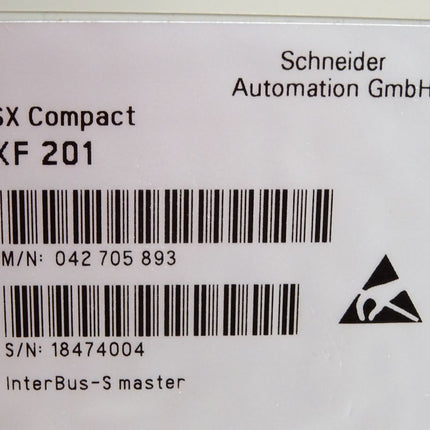 Schneider
Automation GmbH
SX Compact
XF 201
M/N: 042 705 893
S/N: 18474004
InterBus-S master